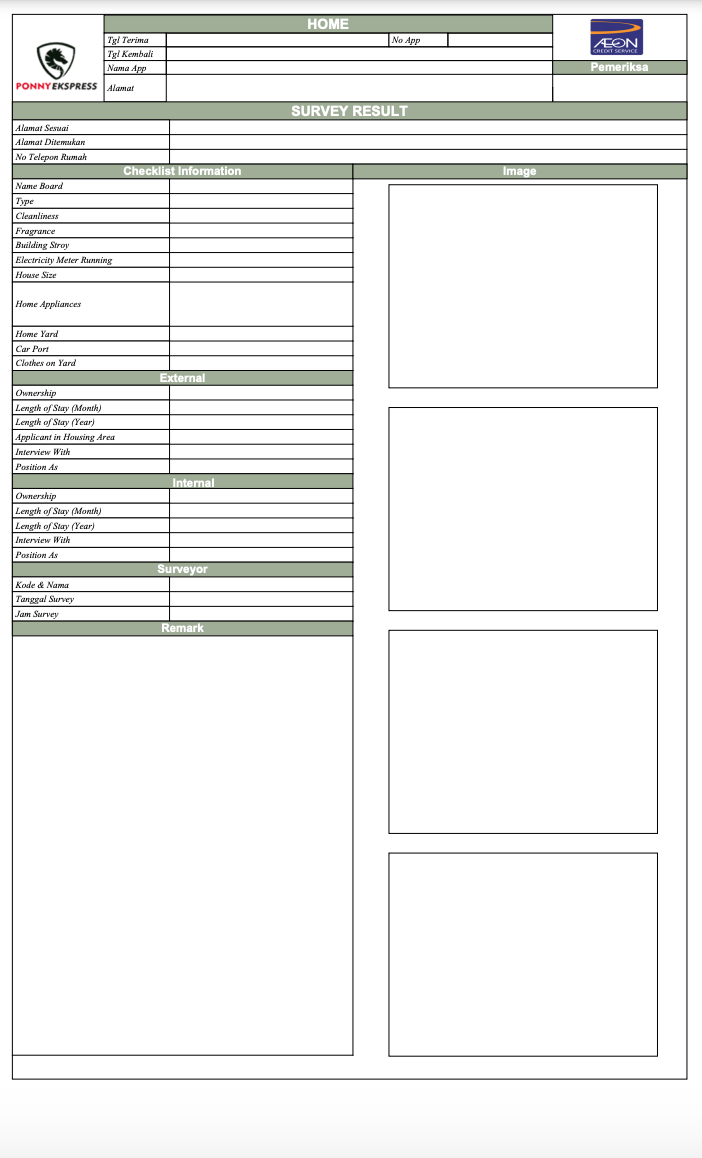 HOME
Tgl Terima No App
ÆON
CREDIT SERVICE
Tgl Kembali
Nama App Pemeriksa
PONNYEKSPRESS
Alamat
SURVEY RESULT
Alamat Sesuai
Alamat Ditemukan
No Telepon Rumah
Checklist Information Image
Name Board
Type
Cleanliness
Fragrance
Building Stroy
Electricity Meter Running
House Size
Home Appliances
Home Yard
Car Port
Clothes on Yard
External
Ownership
Length of Stay (Month)
Length of Stay (Year)
Applicant in Housing Area
Interview With
Position As
Internal
Ownership
Length of Stay (Month)
Length of Stay (Year)
Interview With
Position As
Surveyor
Kode & Nama
Tanggal Survey
Jam Survey
Remark